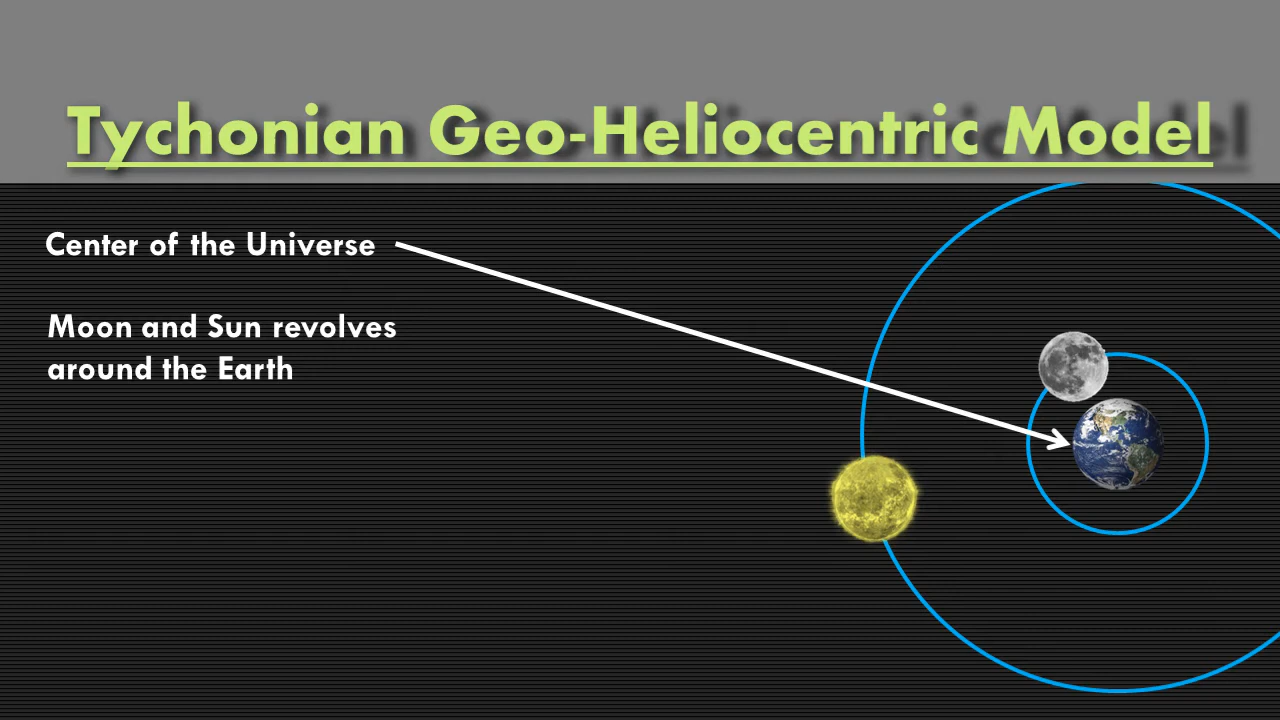 Tychonian Geo-Heliocentric Model
Center of the Universe
Moon and Sun revolves
around the Earth